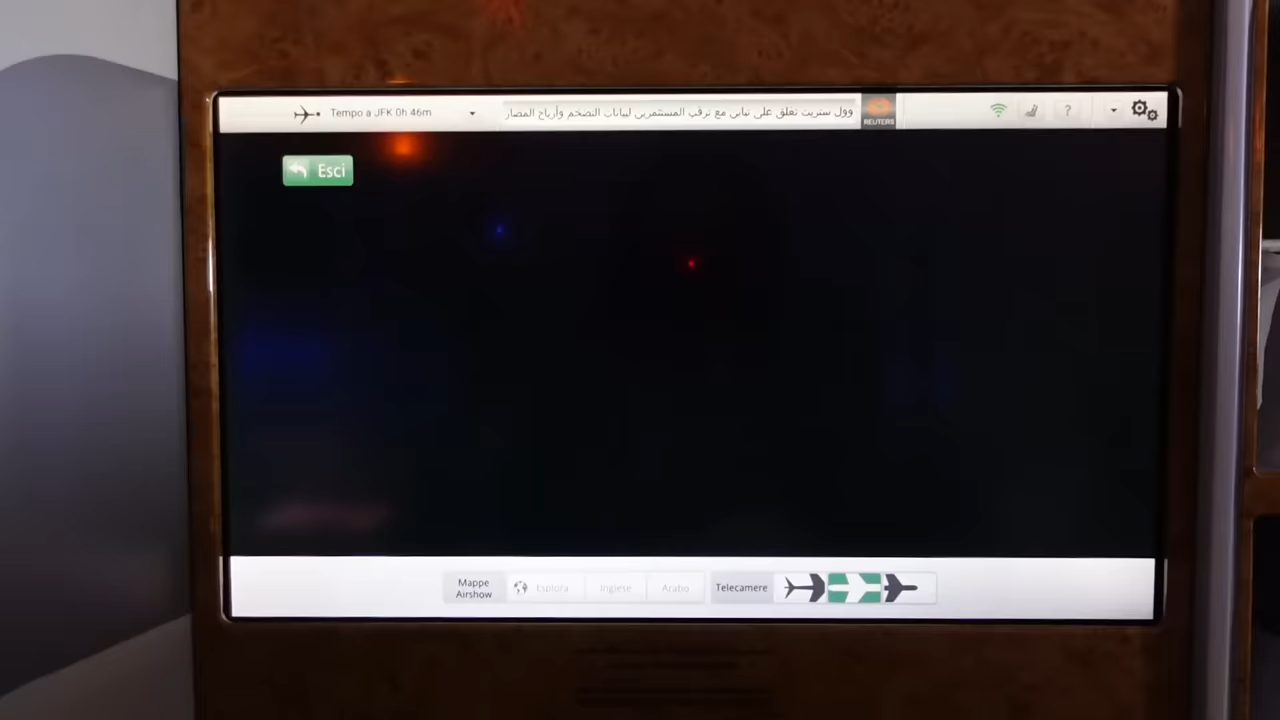 Tempo a JFK 0h 46m
وول ستريت تغلق على تباين مع ترقب المستثمرين لبيانات التضخم وأرباح المصار
REUTERS
?
Esci
Mappe
Airshow
Esplora
Inglese
Arabo
Telecamere